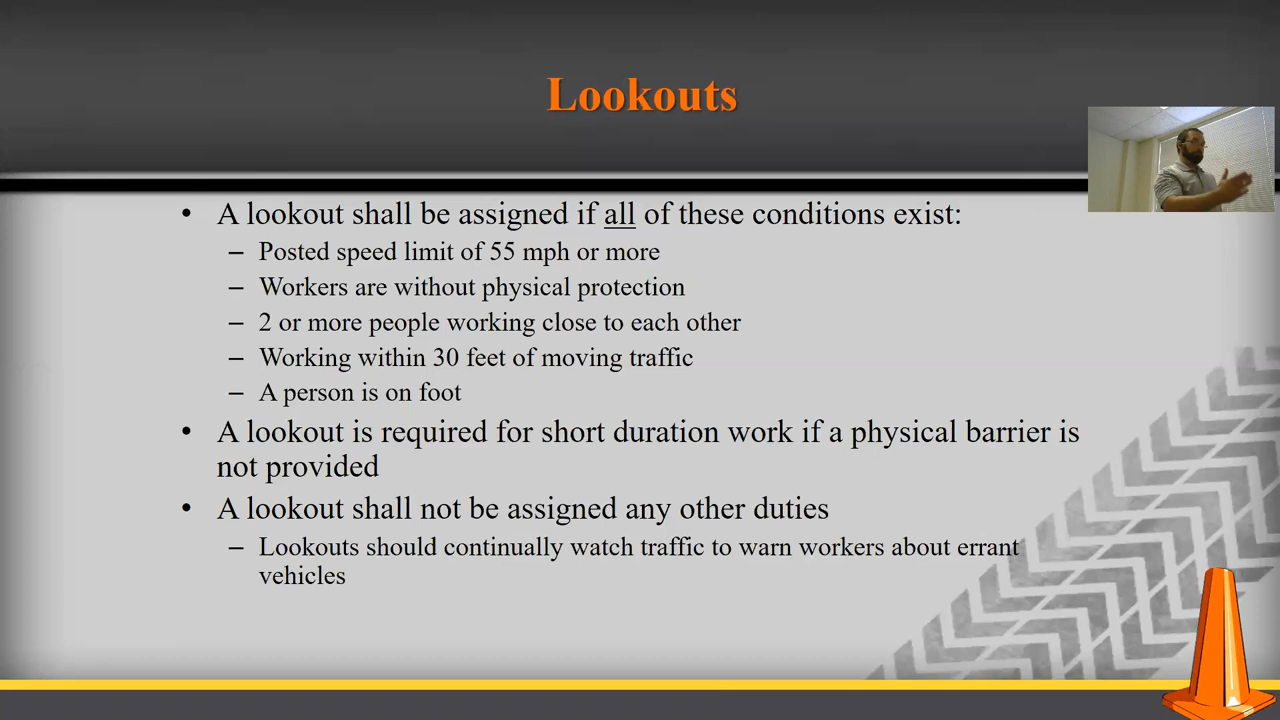 Lookouts
• A lookout shall be assigned if all of these conditions exist:
– Posted speed limit of 55 mph or more
– Workers are without physical protection
– 2 or more people working close to each other
– Working within 30 feet of moving traffic
– A person is on foot
• A lookout is required for short duration work if a physical barrier is
not provided
• A lookout shall not be assigned any other duties
– Lookouts should continually watch traffic to warn workers about errant
vehicles